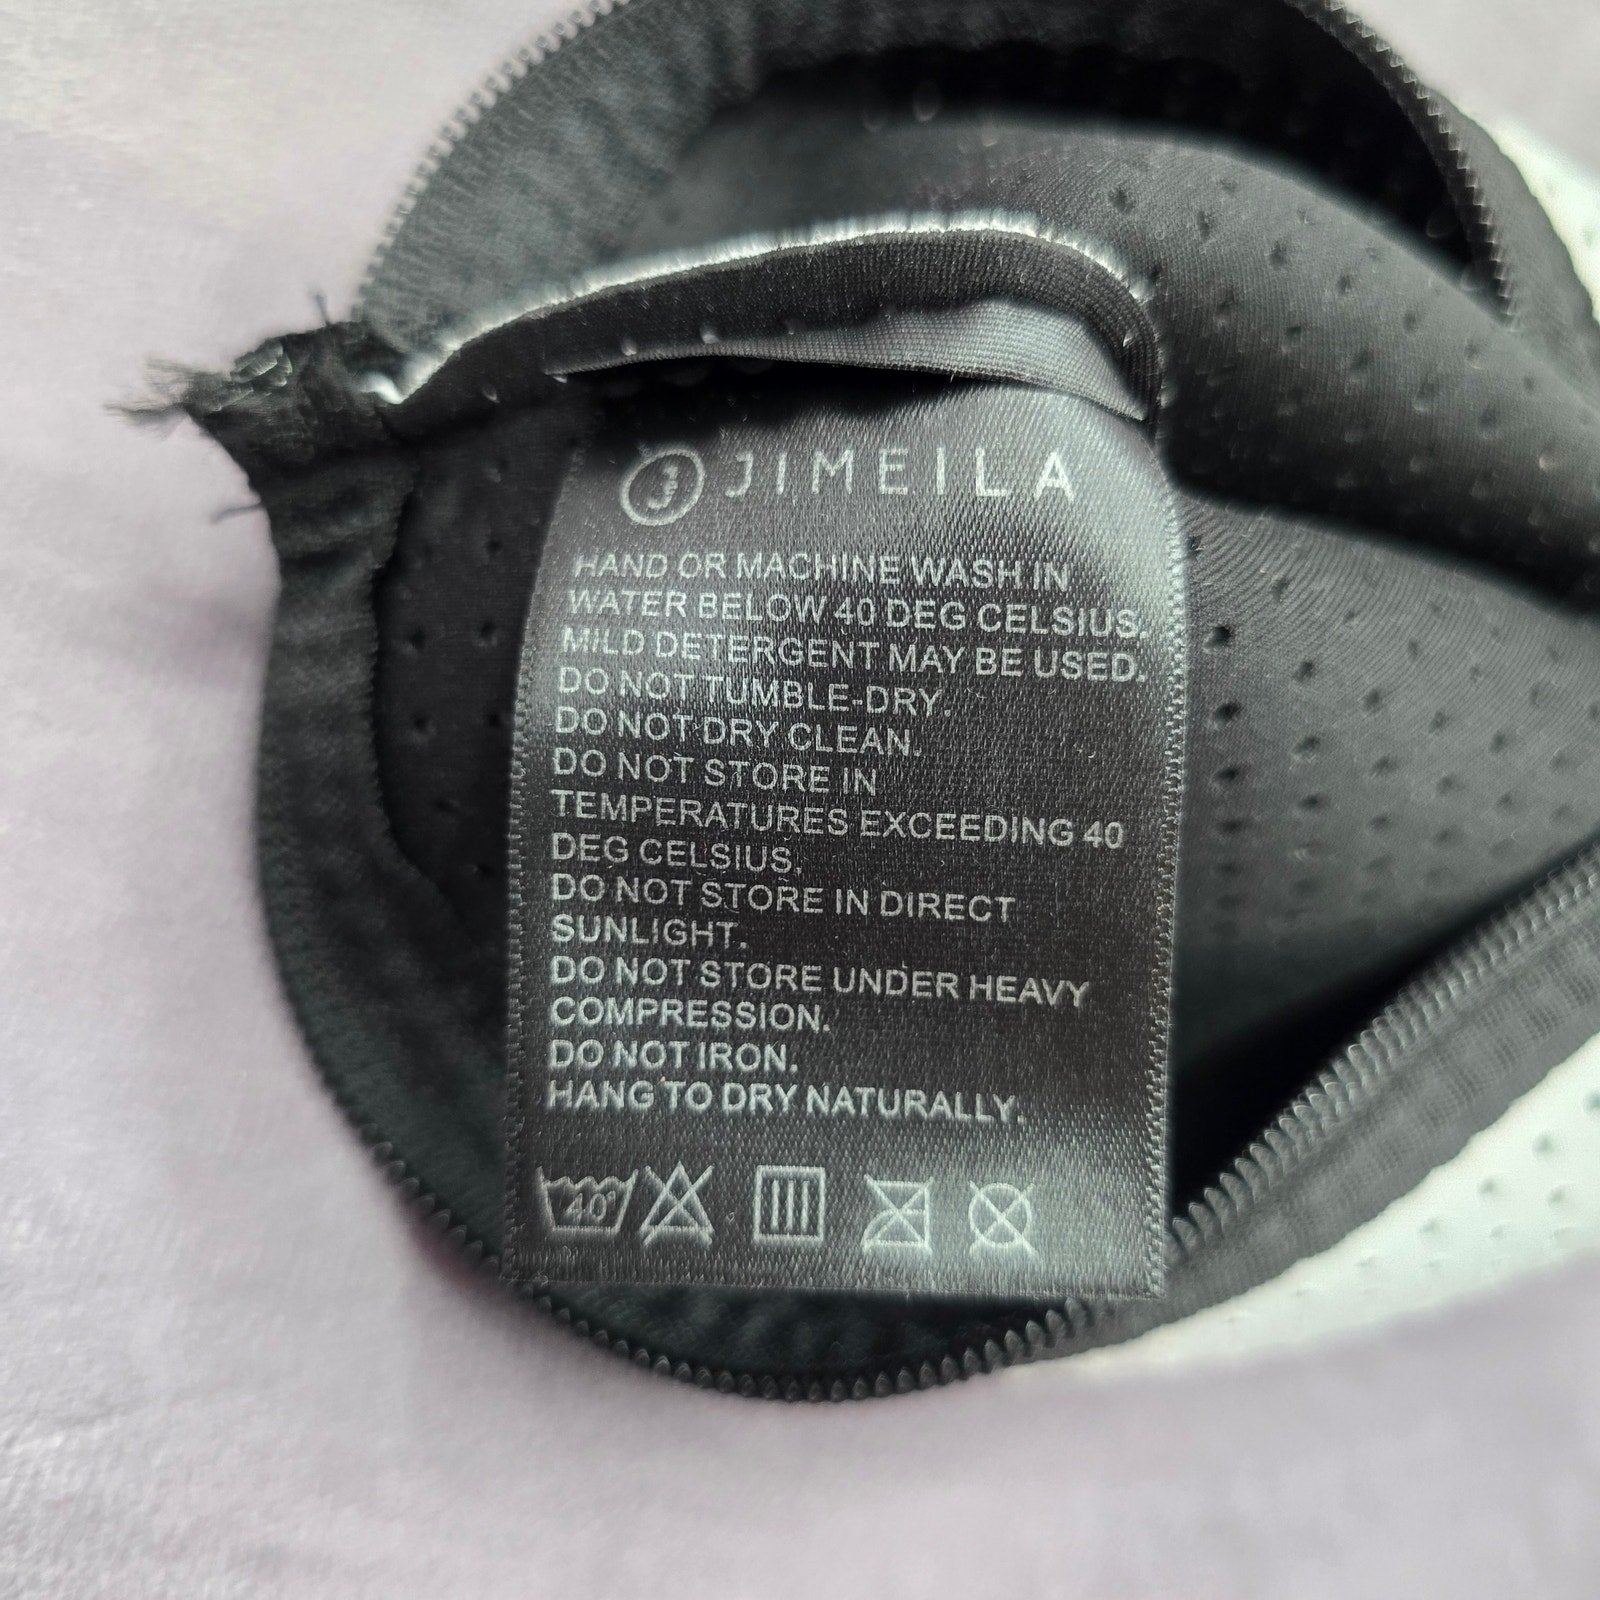 JIMEILA
HAND OR MACHINE WASH IN
WATER BELOW 40 DEG CELSIUS.
MILD DETERGENT MAY BE USED.
DO NOT TUMBLE-DRY.
DO NOT DRY CLEAN.
DO NOT STORE IN
TEMPERATURES EXCEEDING 40
DEG CELSIUS.
DO NOT STORE IN DIRECT
SUNLIGHT.
DO NOT STORE UNDER HEAVY
COMPRESSION.
DO NOT IRON.
HANG TO DRY NATURALLY.
40°